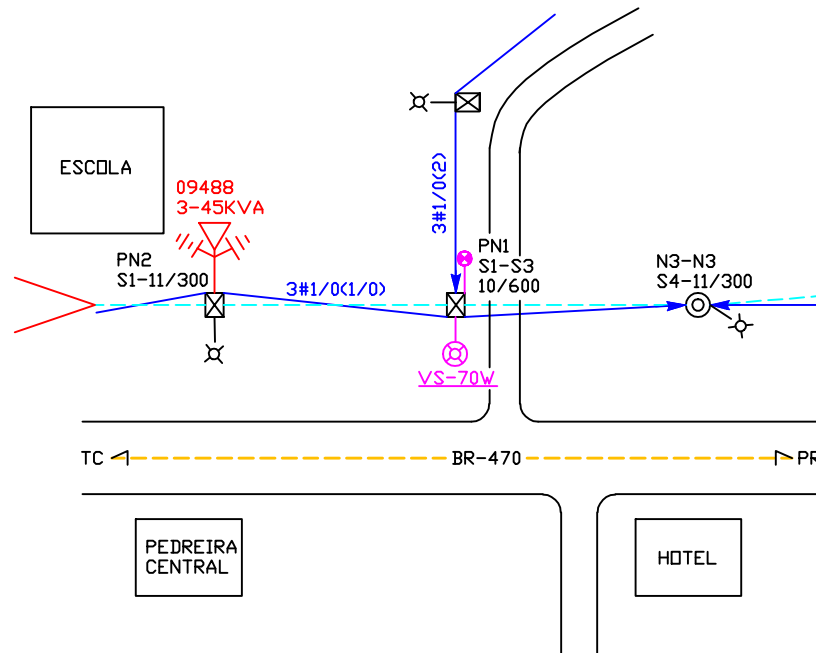 ESCOLA
09488
3-45KVA
PN2
S1-11/300
3#1/0(1/0)
3#1/0(2)
PN1
S1-S3
10/600
N3-N3
S4-11/300
VS-70W
TC
BR-470
PR
PEDREIRA
CENTRAL
HOTEL